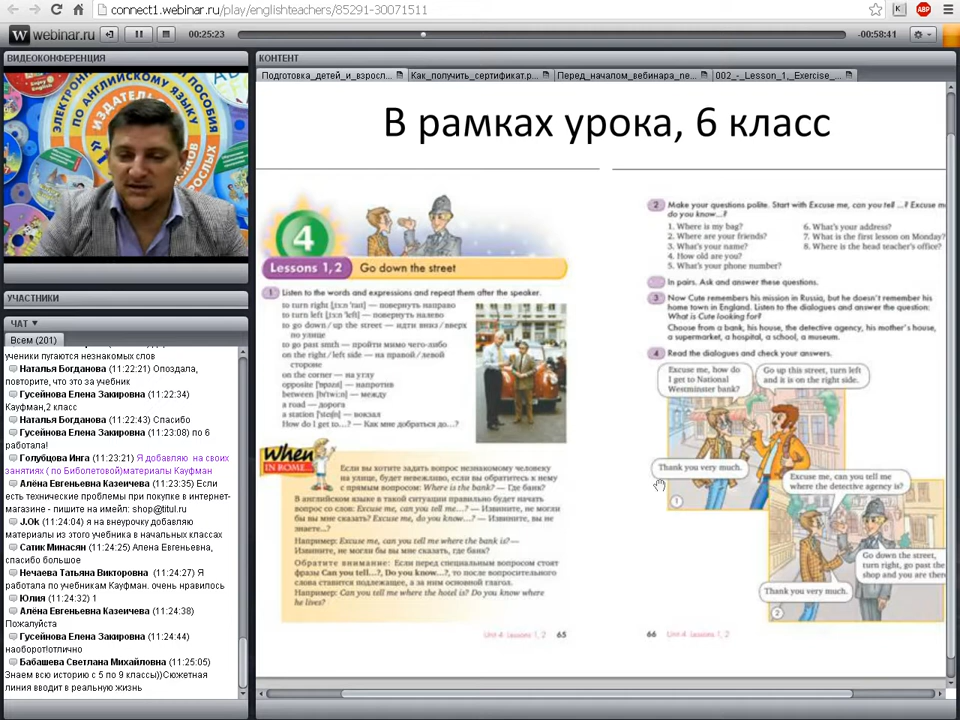 connect1.webinar.ru/play/englishteachers/85291-30071511
ABP
webinar.ru
00:25:23
-00:58:41
ВИДЕОКОНФЕРЕНЦИЯ
ЭЛЕКТРОННЫЕ
ПОСОБИЯ
ПО АНГЛИЙСКОМУ ЯЗЫКУ
УЧАСТНИКИ
ЧАТ
Всем (201)
ученики пугаются незнакомых слов
Наталья Богданова (11:22:21) Опоздала,
повторите, что это за учебник
Гусейнова Елена Закировна (11:22:34)
Кауфман,2 класс
Наталья Богданова (11:22:43) Спасибо
Гусейнова Елена Закировна (11:23:08) по 6
работала!
Голубцова Инга (11:23:21) Я добавляю на своих
занятиях ( по Биболетовой)материалы Кауфман
Алёна Евгеньевна Казеичева (11:23:35) Если
есть технические проблемы при покупке в интернет-
магазине - пишите на имейл: shop@titul.ru
J.Ok (11:24:04) я на внеурочку добавляю
материалы из этого учебника в начальных классах
Сатик Минасян (11:24:25) Алена Евгеньевна,
спасибо большое
Нечаева Татьяна Викторовна (11:24:27) Я
работала по учебникам Кауфман. очень нравилось
Юлия (11:24:32) 1
Алёна Евгеньевна Казеичева (11:24:38)
Пожалуйста
Гусейнова Елена Закировна (11:24:44)
наоборот!отлично
Бабашева Светлана Михайловна (11:25:05)
Знаем всю историю с 5 по 9 классы))Сюжетная
линия вводит в реальную жизнь
КОНТЕНТ
Подготовка_детей_и_взросл...
Как_получить_сертификат.р...
Перед_началом_вебинара_пе...
002_-_Lesson_1,_Exercise_...
В рамках урока, 6 класс
4
Lessons 1, 2 Go down the street
1 Listen to the words and expressions and repeat them after the speaker.
to turn right [tɜ:n 'raɪt] — повернуть направо
to turn left [tɜ:n 'left] — повернуть налево
to go down / up the street — идти вниз / вверх
по улице
to go past smth — пройти мимо чего-либо
on the right / left side — на правой / левой
стороне
on the corner — на углу
opposite ['ɒpəzɪt] — напротив
between [bɪ'twi:n] — между
a road — дорога
a station ['steɪʃn] — вокзал
How do I get to...? — Как мне добраться до...?
When
IN ROME...
Если вы хотите задать вопрос незнакомому человеку
на улице, будет невежливо, если вы обратитесь к нему
с прямым вопросом: Where is the bank? — Где банк?
В английском языке в такой ситуации правильно будет начать
вопрос со слов: Excuse me, can you tell me...? — Извините, не могли
бы вы мне сказать? Excuse me, do you know...? — Извините, вы не
знаете...?
Например: Excuse me, can you tell me where the bank is? —
Извините, не могли бы вы мне сказать, где банк?
Обратите внимание: Если перед специальным вопросом стоят
фразы Can you tell...?, Do you know...?, то после вопросительного
слова ставится подлежащее, а за ним основной глагол.
Например: Can you tell me where the hotel is? Do you know where
he lives?
Unit 4. Lessons 1, 2 65
2 Make your questions polite. Start with Excuse me, can you tell ...? Excuse m
do you know...?
1. Where is my bag?
2. Where are your friends?
3. What's your name?
4. How old are you?
5. What's your phone number?
6. What's your address?
7. What is the first lesson on Monday?
8. Where is the head teacher's office?
In pairs. Ask and answer these questions.
3 Now Cute remembers his mission in Russia, but he doesn't remember his
home town in England. Listen to the dialogues and answer the question:
What is Cute looking for?
Choose from a bank, his house, the detective agency, his mother's house,
a supermarket, a hospital, a school, a museum.
4 Read the dialogues and check your answers.
Excuse me, how do
I get to National
Westminster bank?
Go up this street, turn left
and it is on the right side.
Thank you very much.
1
Excuse me, can you tell me
where the detective agency is?
Go down the street,
turn right, go past the
shop and you are there
Thank you very much.
2
66 Unit 4. Lessons 1, 2